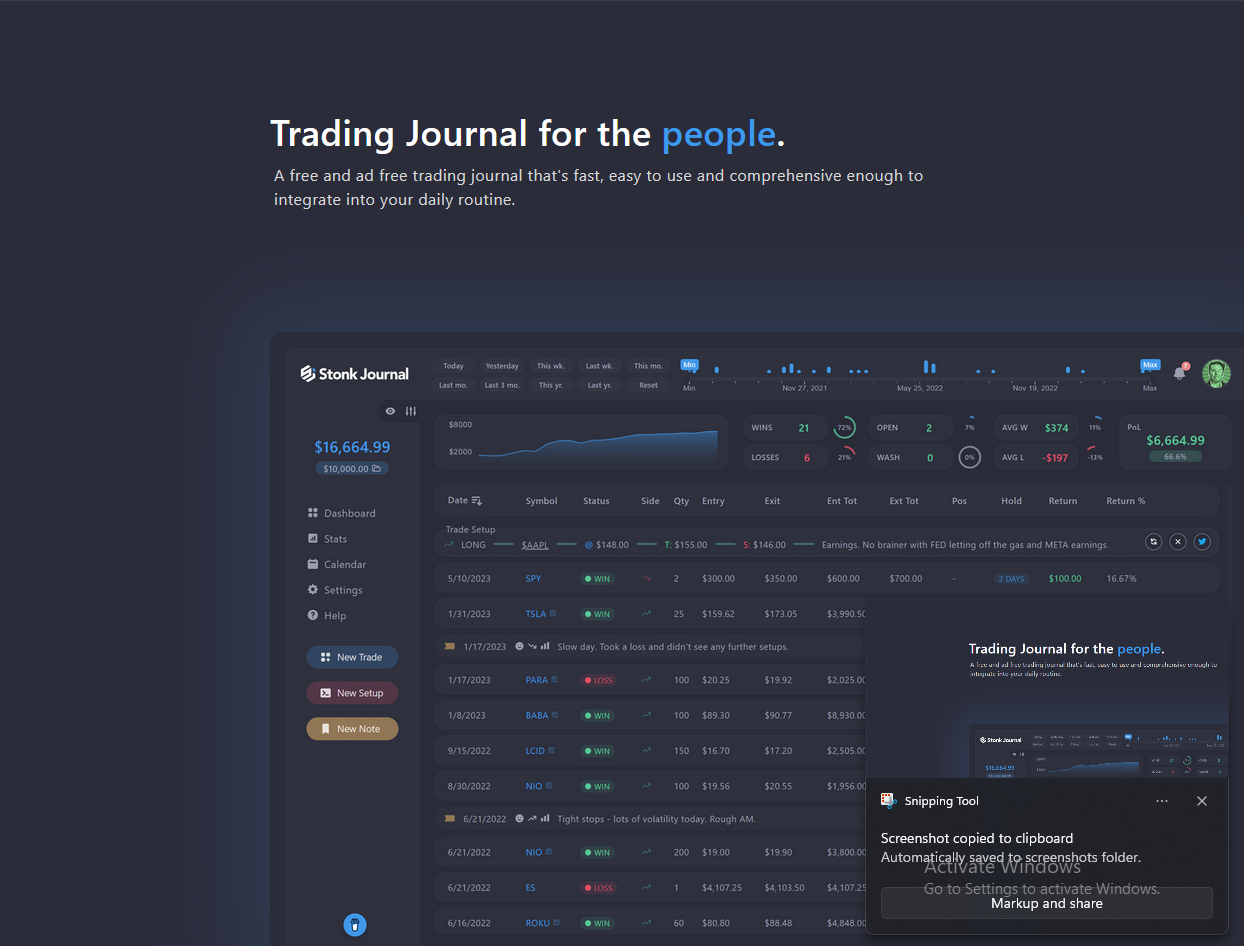 Trading Journal for the people.
A free and ad free trading journal that's fast, easy to use and comprehensive enough to
integrate into your daily routine.
Stonk Journal
Today Yesterday This wk. Last wk. This mo.
Last mo. Last 3 mo. This yr. Last yr. Reset
Min Max
Min Nov 27, 2021 May 25, 2022 Nov 19, 2022 Max
7
$16,664.99
$10,000.00
$8000
$2000
WINS 21 72% OPEN 2 7% AVG W $374 11%
LOSSES 6 21% WASH 0 0% AVG L -$197 -13%
PnL
$6,664.99
66.6%
Dashboard
Stats
Calendar
Settings
Help
New Trade
New Setup
New Note
Date Symbol Status Side Qty Entry Exit Ent Tot Ext Tot Pos Hold Return Return %
Trade Setup
LONG $AAPL @ $148.00 T: $155.00 S: $146.00 Earnings. No brainer with FED letting off the gas and META earnings.
5/10/2023 SPY WIN 2 $300.00 $350.00 $600.00 $700.00 - 2 DAYS $100.00 16.67%
1/31/2023 TSLA WIN 25 $159.62 $173.05 $3,990.50
1/17/2023 Slow day. Took a loss and didn't see any further setups.
1/17/2023 PARA LOSS 100 $20.25 $19.92 $2,025.00
1/8/2023 BABA WIN 100 $89.30 $90.77 $8,930.00
9/15/2022 LCID WIN 150 $16.70 $17.20 $2,505.00
8/30/2022 NIO WIN 100 $19.56 $20.55 $1,956.00
6/21/2022 Tight stops - lots of volatility today. Rough AM.
6/21/2022 NIO WIN 200 $19.00 $19.90 $3,800.00
6/21/2022 ES LOSS 1 $4,107.25 $4,103.50 $4,107.25
6/16/2022 ROKU WIN 60 $80.80 $88.48 $4,848.00
Trading Journal for the people.
A free and ad free trading journal that's fast, easy to use and comprehensive enough to
integrate into your daily routine.
Stonk Journal
$16,664.99
Snipping Tool
Screenshot copied to clipboard
Automatically saved to screenshots folder.
Activate Windows
Go to Settings to activate Windows.
Markup and share